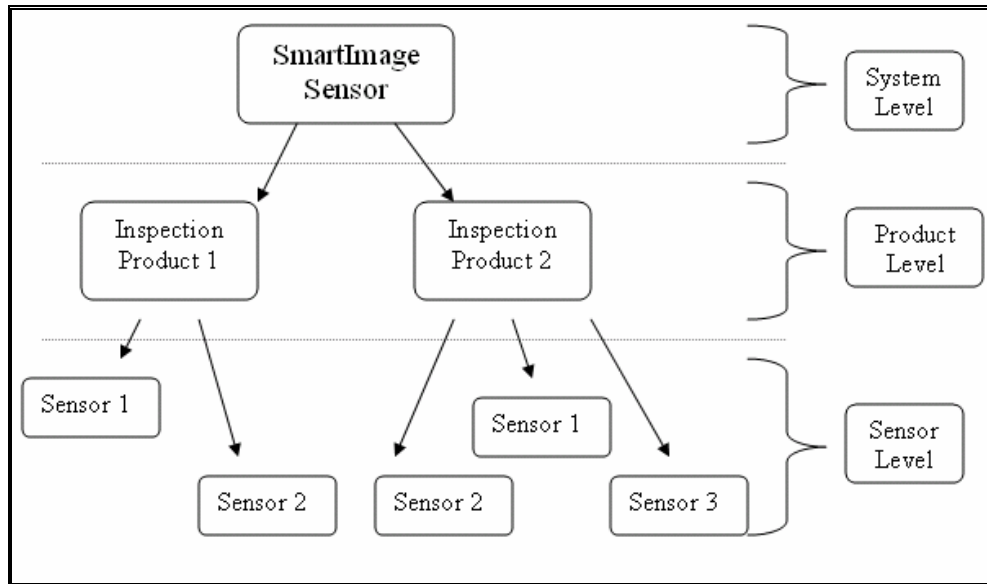 SmartImage
Sensor
System
Level
Inspection
Product 1
Inspection
Product 2
Product
Level
Sensor 1
Sensor 1
Sensor
Level
Sensor 2
Sensor 2
Sensor 3